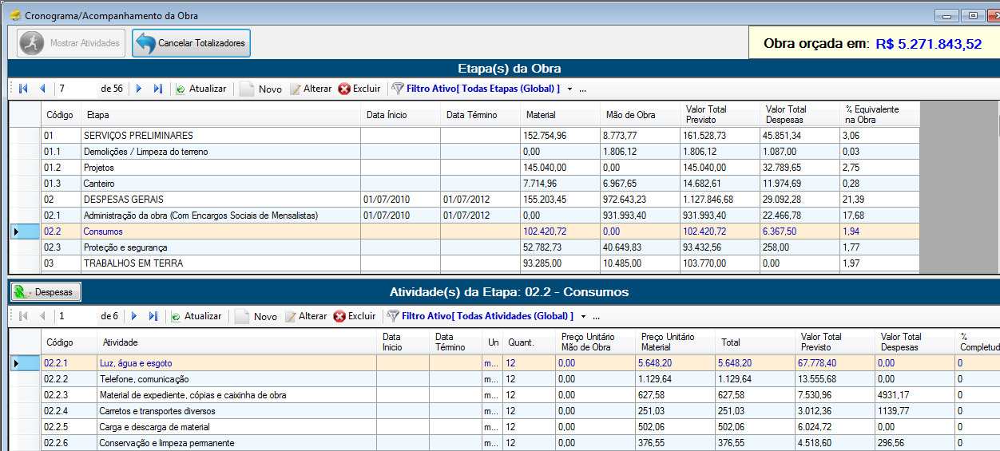 Cronograma/Acompanhamento da Obra
Mostrar Atividades
Cancelar Totalizadores
Obra orçada em: R$ 5.271.843,52
Etapa(s) da Obra
7 de 56 Atualizar Novo Alterar Excluir Filtro Ativo[ Todas Etapas (Global) ] ...
Código Etapa Data Ínicio Data Término Material Mão de Obra Valor Total Previsto Valor Total Despesas % Equivalente na Obra
01 SERVIÇOS PRELIMINARES 152.754,96 8.773,77 161.528,73 45.851,34 3,06
01.1 Demolições / Limpeza do terreno 0,00 1.806,12 1.806,12 1.087,00 0,03
01.2 Projetos 145.040,00 0,00 145.040,00 32.789,65 2,75
01.3 Canteiro 7.714,96 6.967,65 14.682,61 11.974,69 0,28
02 DESPESAS GERAIS 01/07/2010 01/07/2012 155.203,45 972.643,23 1.127.846,68 29.092,28 21,39
02.1 Administração da obra (Com Encargos Sociais de Mensalistas) 01/07/2010 01/07/2012 0,00 931.993,40 931.993,40 22.466,78 17,68
02.2 Consumos 102.420,72 0,00 102.420,72 6.367,50 1,94
02.3 Proteção e segurança 52.782,73 40.649,83 93.432,56 258,00 1,77
03 TRABALHOS EM TERRA 93.285,00 10.485,00 103.770,00 0,00 1,97
Despesas
Atividade(s) da Etapa: 02.2 - Consumos
1 de 6 Atualizar Novo Alterar Excluir Filtro Ativo[ Todas Atividades (Global) ] ...
Código Atividade Data Inicio Data Término Un Quant. Preço Unitário Mão de Obra Preço Unitário Material Total Valor Total Previsto Valor Total Despesas % Completud
02.2.1 Luz, água e esgoto m... 12 0,00 5.648,20 5.648,20 67.778,40 0,00 0
02.2.2 Telefone, comunicação m... 12 0,00 1.129,64 1.129,64 13.555,68 0,00 0
02.2.3 Material de expediente, cópias e caixinha de obra m... 12 0,00 627,58 627,58 7.530,96 4931,17 0
02.2.4 Carretos e transportes diversos m... 12 0,00 251,03 251,03 3.012,36 1139,77 0
02.2.5 Carga e descarga de material m... 12 0,00 502,06 502,06 6.024,72 0,00 0
02.2.6 Conservação e limpeza permanente m... 12 0,00 376,55 376,55 4.518,60 296,56 0